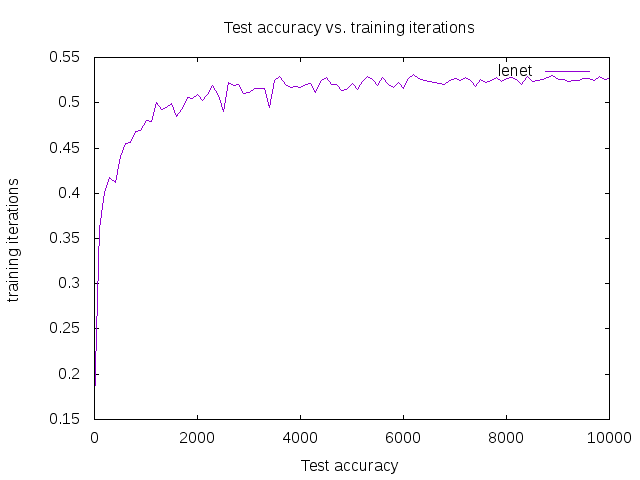 Test accuracy vs. training iterations
0.55
lenet
0.5
0.45
0.4
training iterations
0.35
0.3
0.25
0.2
0.15
0 2000 4000 6000 8000 10000
Test accuracy